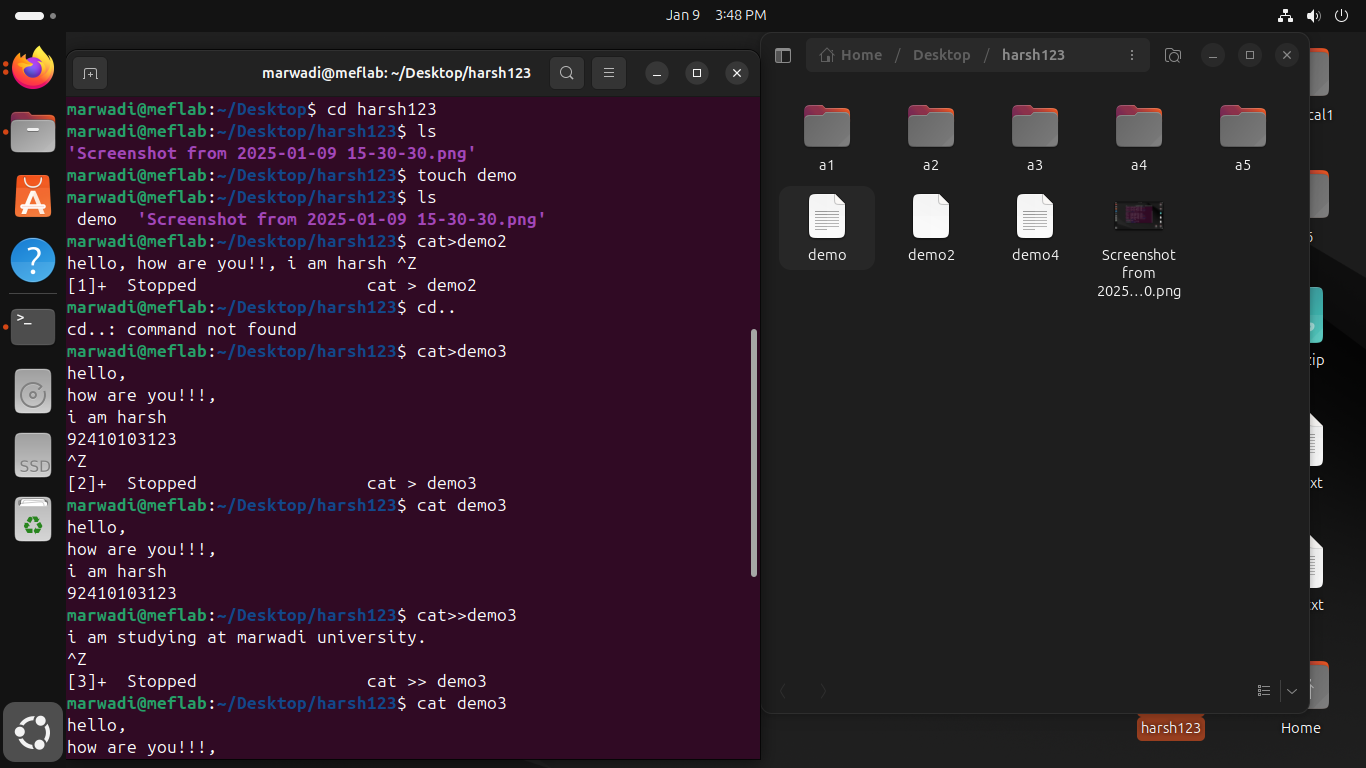 Jan 9 3:48 PM
marwadi@meflab: ~/Desktop/harsh123
marwadi@meflab:~/Desktop$ cd harsh123
marwadi@meflab:~/Desktop/harsh123$ ls
'Screenshot from 2025-01-09 15-30-30.png'
marwadi@meflab:~/Desktop/harsh123$ touch demo
marwadi@meflab:~/Desktop/harsh123$ ls
demo 'Screenshot from 2025-01-09 15-30-30.png'
marwadi@meflab:~/Desktop/harsh123$ cat>demo2
hello, how are you!!, i am harsh ^Z
[1]+ Stopped cat > demo2
marwadi@meflab:~/Desktop/harsh123$ cd..
cd..: command not found
marwadi@meflab:~/Desktop/harsh123$ cat>demo3
hello,
how are you!!!,
i am harsh
92410103123
^Z
[2]+ Stopped cat > demo3
marwadi@meflab:~/Desktop/harsh123$ cat demo3
hello,
how are you!!!,
i am harsh
92410103123
marwadi@meflab:~/Desktop/harsh123$ cat>>demo3
i am studying at marwadi university.
^Z
[3]+ Stopped cat >> demo3
marwadi@meflab:~/Desktop/harsh123$ cat demo3
hello,
how are you!!!,
Home / Desktop / harsh123
a1 a2 a3 a4 a5
demo demo2 demo4 Screenshot
from
2025...0.png
SSD
harsh123 Home